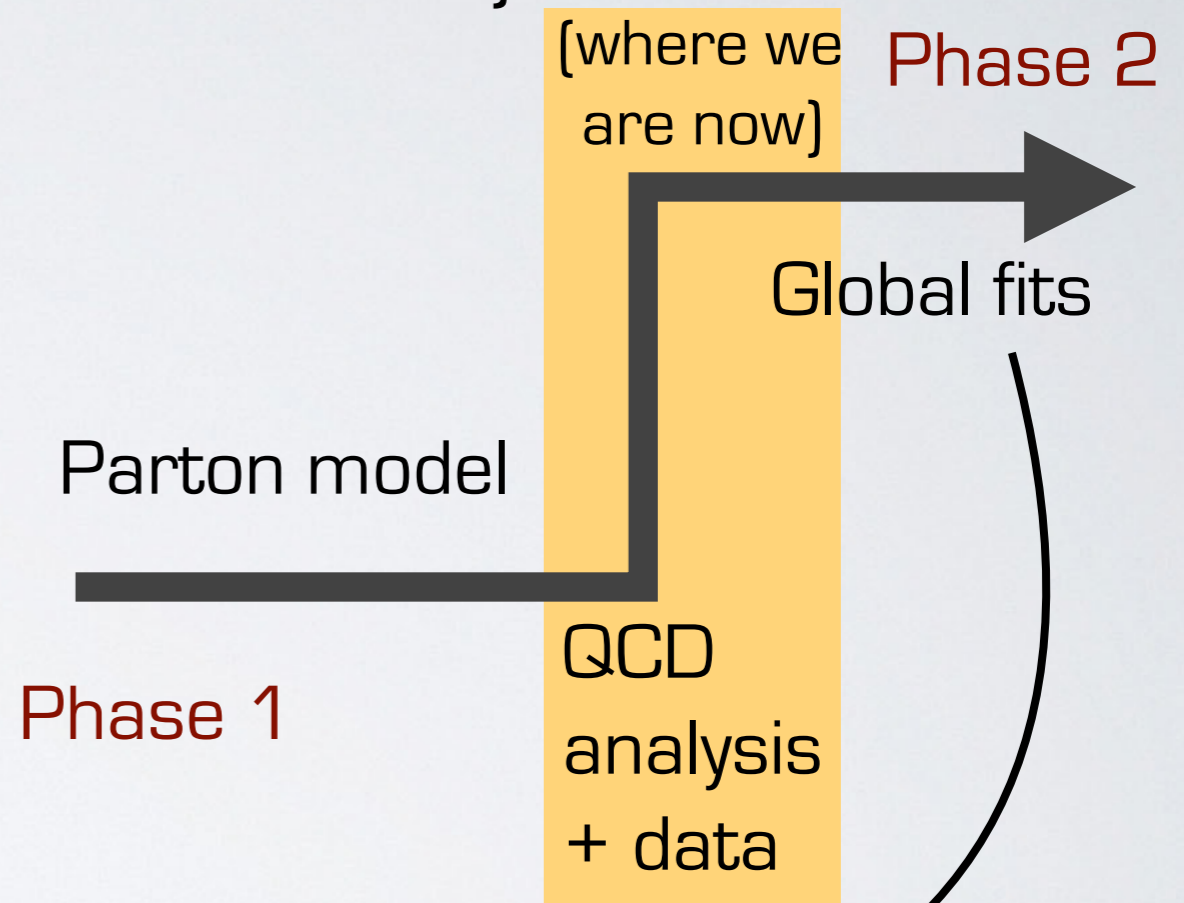 (where we
are now)
Phase 2
Global fits
Parton model
Phase 1
QCD
analysis
+ data